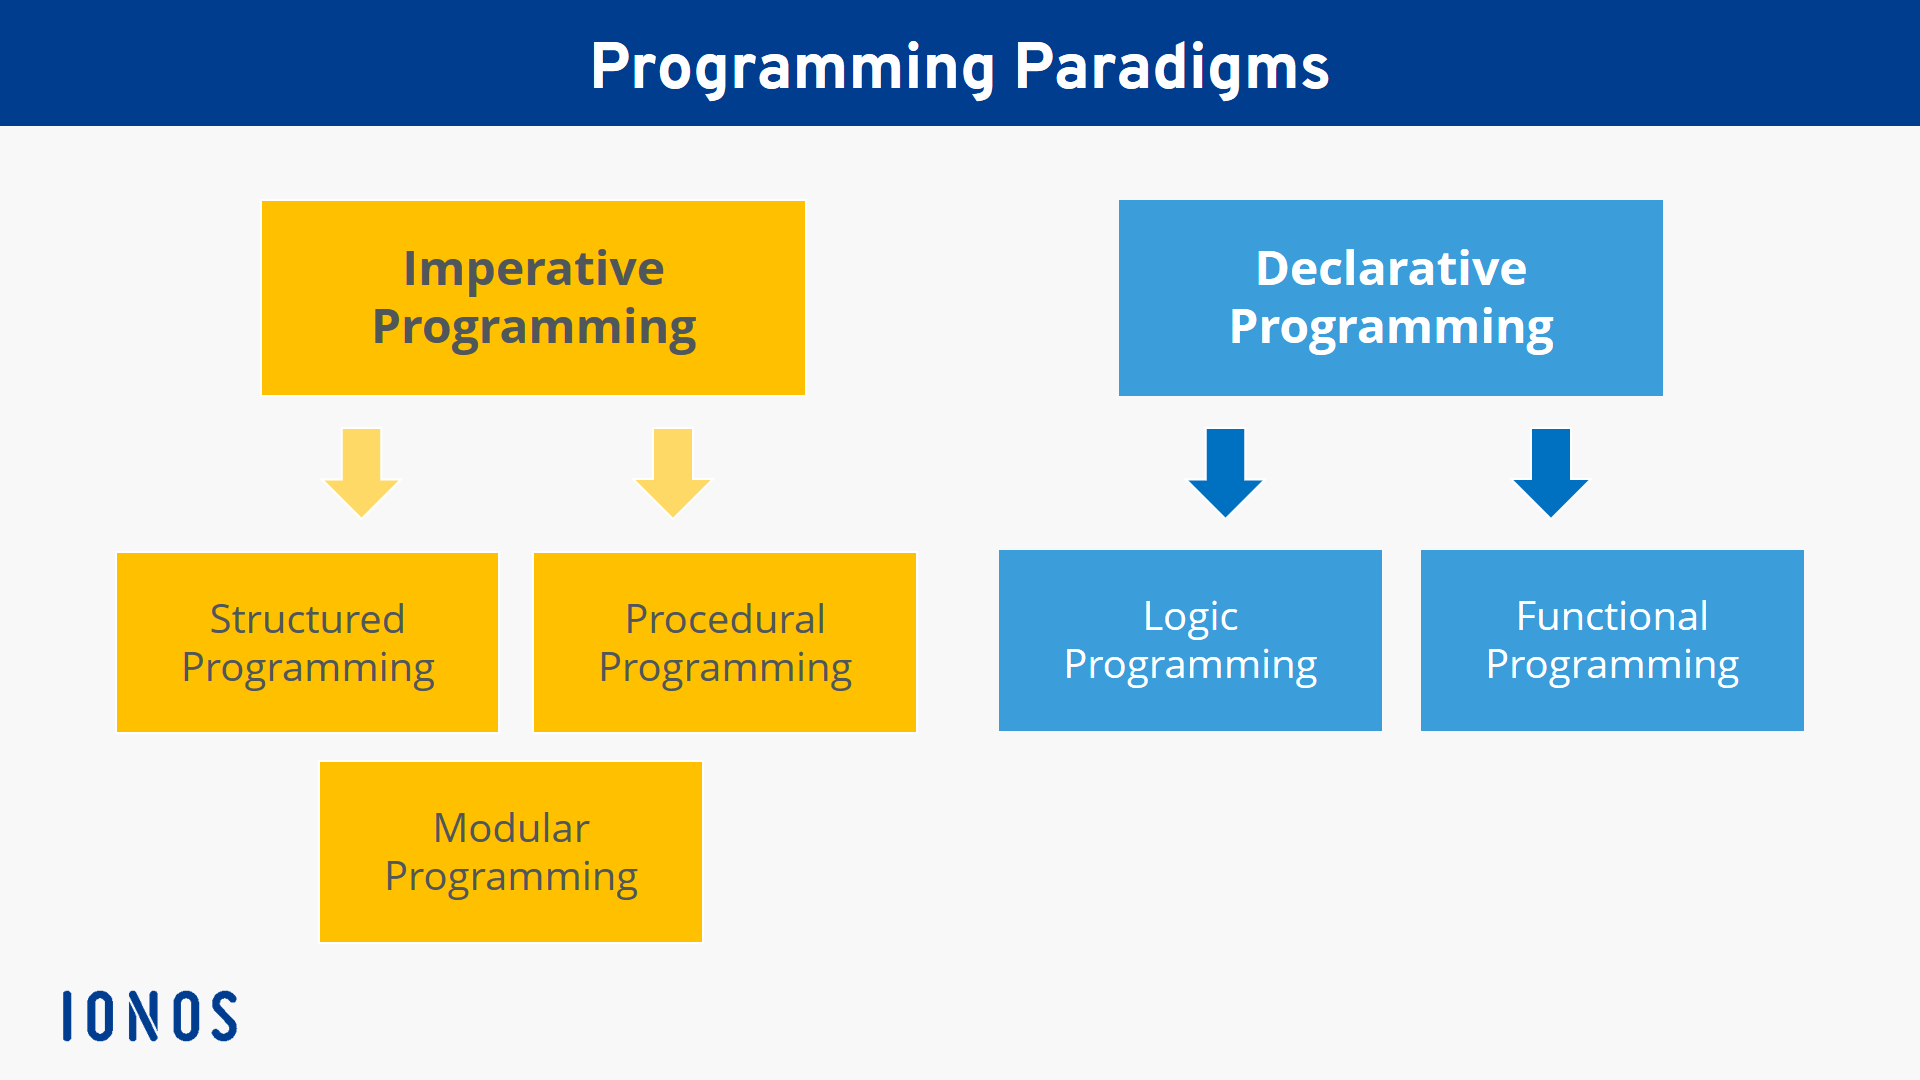 Programming Paradigms
Imperative
Programming
Declarative
Programming
Structured
Programming
Procedural
Programming
Logic
Programming
Functional
Programming
Modular
Programming
IONOS